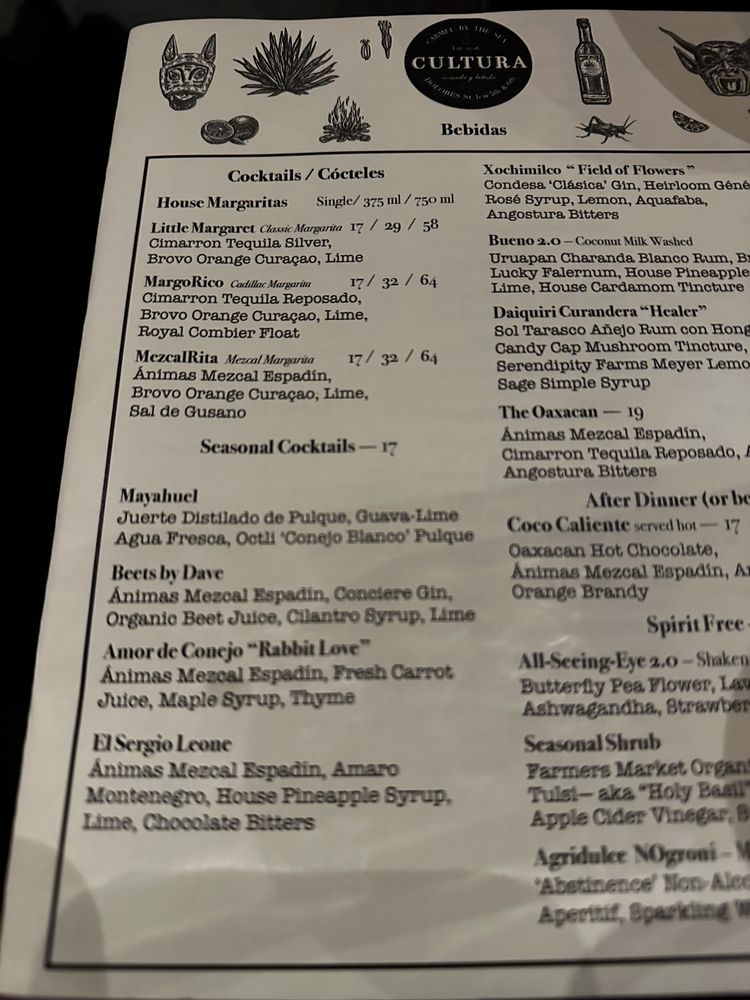 CARMEL BY THE SEA
CULTURA
comida y bebida
DOLORES St. b/w 5th & 6th
Bebidas
Cocktails / Cócteles
House Margaritas Single/ 375 ml / 750 ml
Little Margaret Classic Margarita 17 / 29 / 58
Cimarron Tequila Silver,
Brovo Orange Curaçao, Lime
MargoRico Cadillac Margarita 17 / 32 / 64
Cimarron Tequila Reposado,
Brovo Orange Curaçao, Lime,
Royal Combier Float
MezcalRita Mezcal Margarita 17 / 32 / 64
Ánimas Mezcal Espadín,
Brovo Orange Curaçao, Lime,
Sal de Gusano
Seasonal Cocktails — 17
Mayahuel
Juerte Distilado de Pulque, Guava-Lime
Agua Fresca, Octli ‘Conejo Blanco’ Pulque
Beets by Dave
Ánimas Mezcal Espadín, Conciere Gin,
Organic Beet Juice, Cilantro Syrup, Lime
Amor de Conejo “Rabbit Love”
Ánimas Mezcal Espadín, Fresh Carrot
Juice, Maple Syrup, Thyme
El Sergio Leone
Ánimas Mezcal Espadín, Amaro
Montenegro, House Pineapple Syrup,
Lime, Chocolate Bitters
Xochimilco “Field of Flowers”
Condesa ‘Clásica’ Gin, Heirloom Géné
Rosé Syrup, Lemon, Aquafaba,
Angostura Bitters
Bueno 2.0 – Coconut Milk Washed
Uruapan Charanda Blanco Rum, B
Lucky Falernum, House Pineapple
Lime, House Cardamom Tincture
Daiquiri Curandera “Healer”
Sol Tarasco Añejo Rum con Hong
Candy Cap Mushroom Tincture,
Serendipity Farms Meyer Lemo
Sage Simple Syrup
The Oaxacan — 19
Ánimas Mezcal Espadín,
Cimarron Tequila Reposado, A
Angostura Bitters
After Dinner (or be
Coco Caliente served hot — 17
Oaxacan Hot Chocolate,
Ánimas Mezcal Espadín, A
Orange Brandy
Spirit Free
All-Seeing-Eye 2.0 – Shaken
Butterfly Pea Flower, Lav
Ashwagandha, Strawber
Seasonal Shrub
Farmers Market Organi
Tulsi— aka “Holy Basil”
Apple Cider Vinegar, S
Agridulce NOgroni – M
‘Abstinence’ Non-Alco
Aperitif, Sparkling W